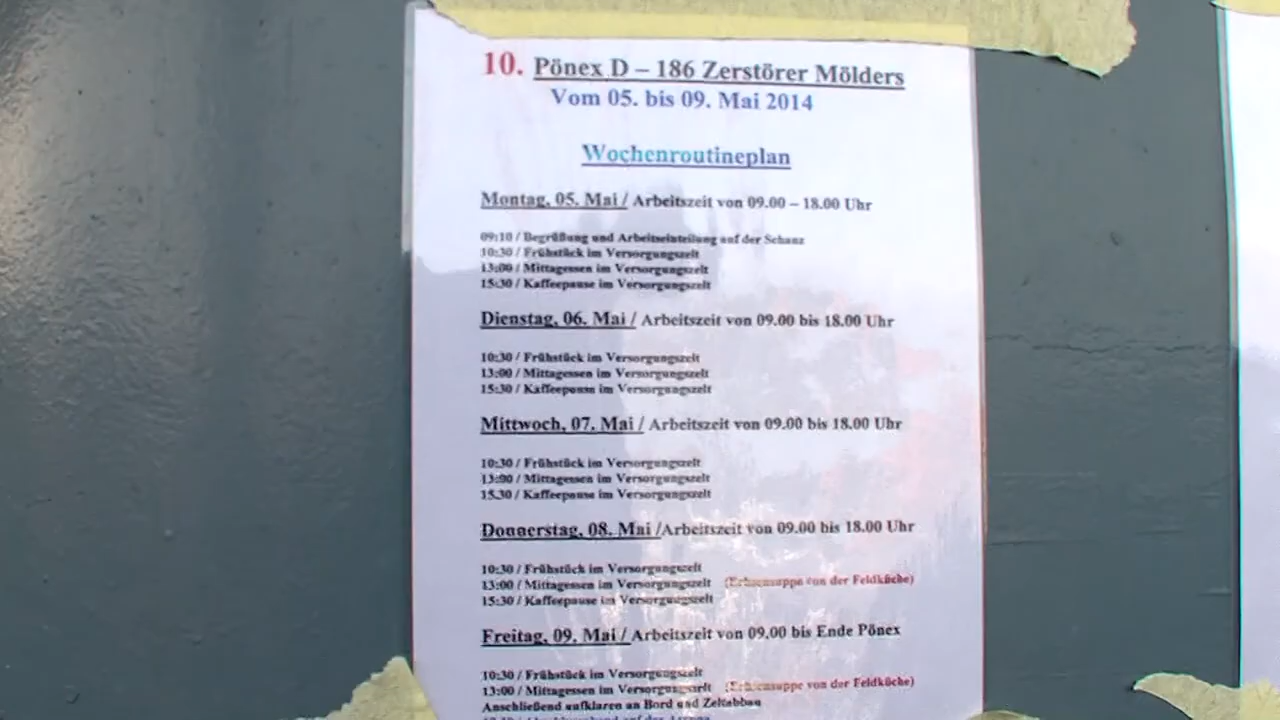 10. Pönex D – 186 Zerstörer Mölders
Vom 05. bis 09. Mai 2014
Wochenroutineplan
Montag, 05. Mai / Arbeitszeit von 09.00 – 18.00 Uhr
09:10 / Begrüßung und Arbeitseinteilung auf der Schanz
10:30 / Frühstück im Versorgungszelt
13:00 / Mittagessen im Versorgungszelt
15:30 / Kaffeepause im Versorgungszelt
Dienstag, 06. Mai / Arbeitszeit von 09.00 bis 18.00 Uhr
10:30 / Frühstück im Versorgungszelt
13:00 / Mittagessen im Versorgungszelt
15:30 / Kaffeepause im Versorgungszelt
Mittwoch, 07. Mai / Arbeitszeit von 09.00 bis 18.00 Uhr
10:30 / Frühstück im Versorgungszelt
13:00 / Mittagessen im Versorgungszelt
15.30 / Kaffeepause im Versorgungszelt
Donnerstag, 08. Mai /Arbeitszeit von 09.00 bis 18.00 Uhr
10:30 / Frühstück im Versorgungszelt
13:00 / Mittagessen im Versorgungszelt (Erbsensuppe von der Feldküche)
15:30 / Kaffeepause im Versorgungszelt
Freitag, 09. Mai / Arbeitszeit von 09.00 bis Ende Pönex
10:30 / Frühstück im Versorgungszelt
13:00 / Mittagessen im Versorgungszelt (Erbsensuppe von der Feldküche)
Anschließend aufklaren an Bord und Zeltabbau